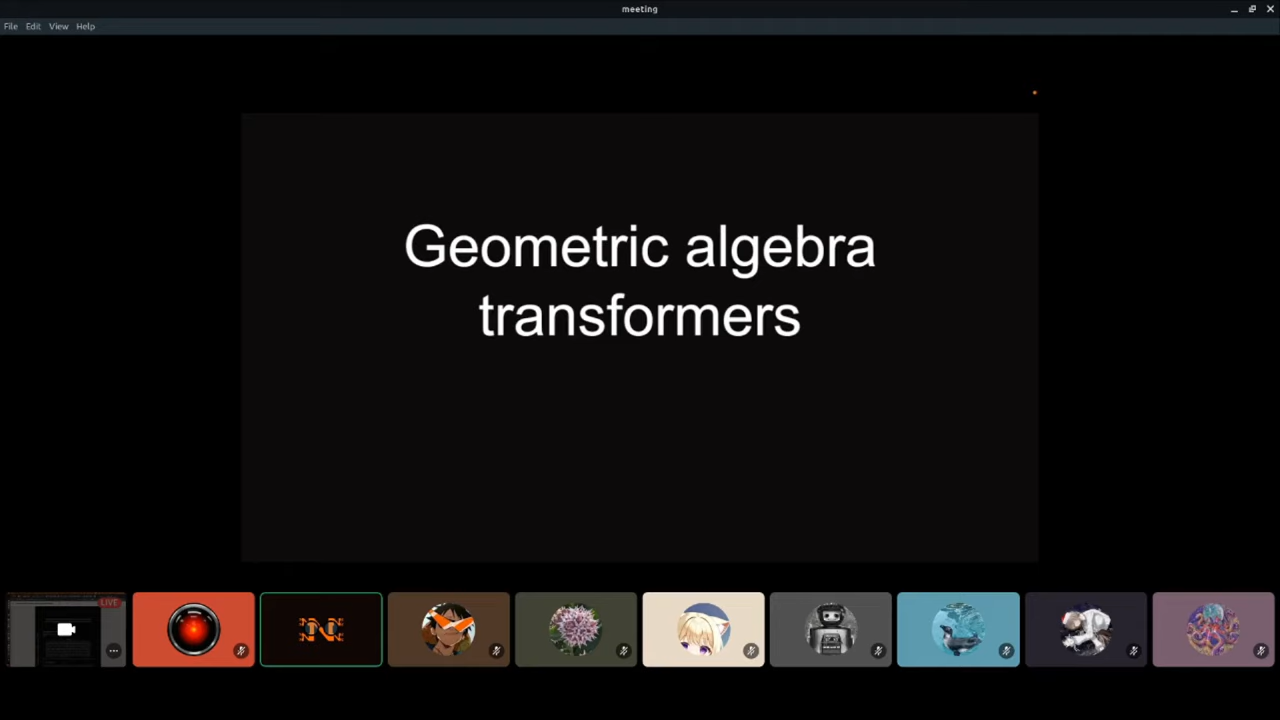 meeting
File Edit View Help
Geometric algebra
transformers
LIVE